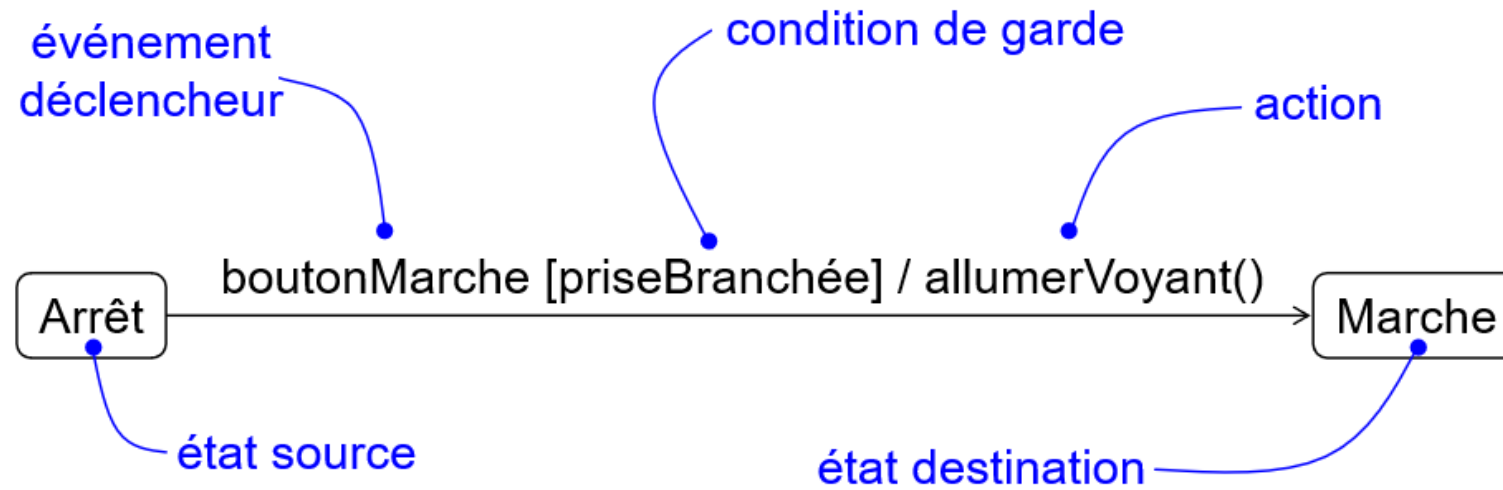 événement
déclencheur
condition de garde
action
boutonMarche [priseBranchée] / allumerVoyant()
Arrêt
Marche
état source
état destination